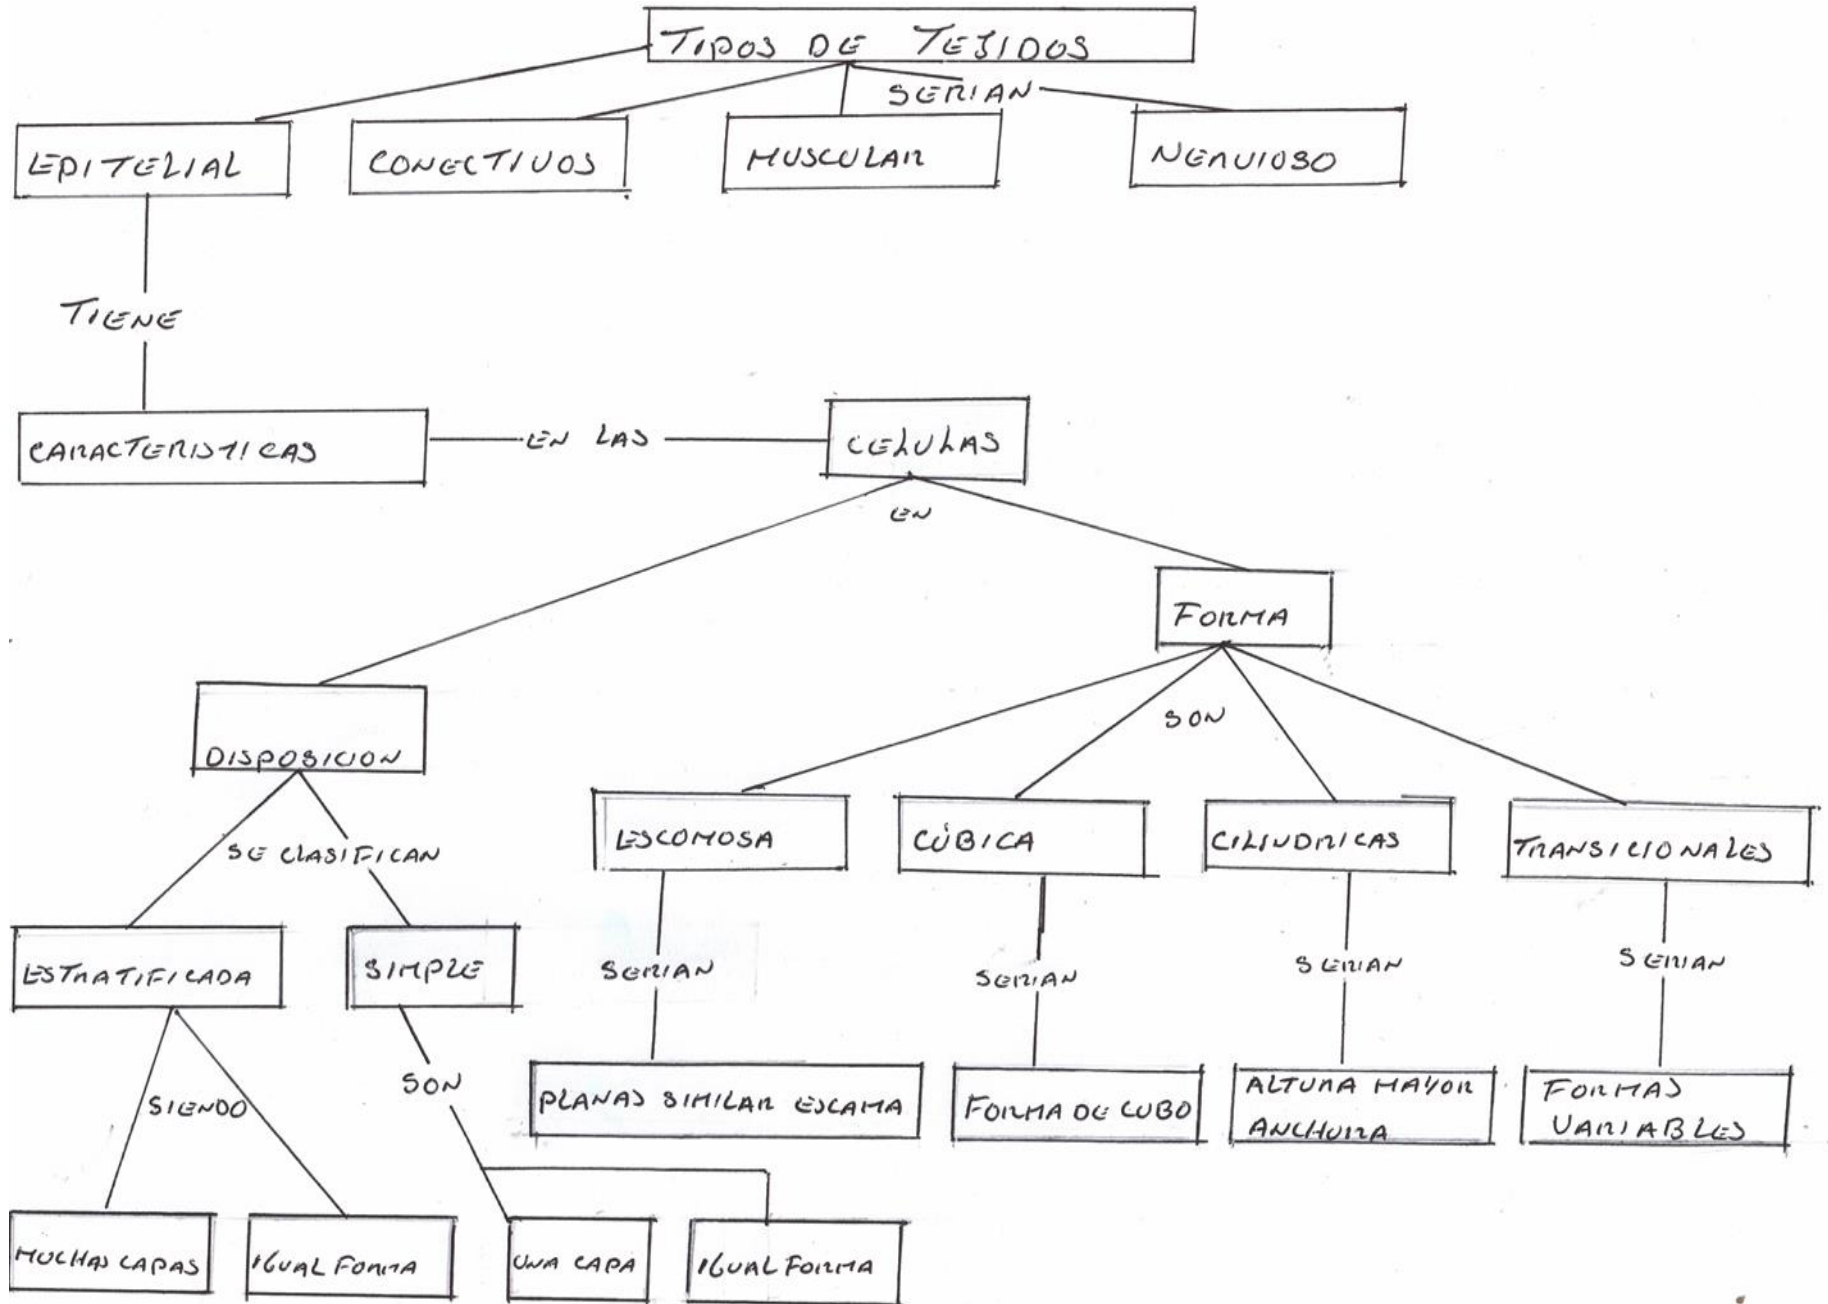 TIPOS DE TEJIDOS
SERIAN
EPITELIAL
CONECTIVOS
MUSCULAR
NERVIOSO
TIENE
CARACTERISTICAS
EN LAS
CELULAS
EN
FORMA
DISPOSICION
SON
SE CLASIFICAN
ESCOMOSA
CÚBICA
CILINDRICAS
TRANSICIONALES
ESTRATIFICADA
SIMPLE
SERIAN
SERIAN
SERIAN
SERIAN
SIENDO
SON
PLANAS SIMILAR ESCAMA
FORMA DE CUBO
ALTURA MAYOR
ANCHURA
FORMAS
VARIABLES
MUCHAS CAPAS
IGUAL FORMA
UNA CAPA
IGUAL FORMA